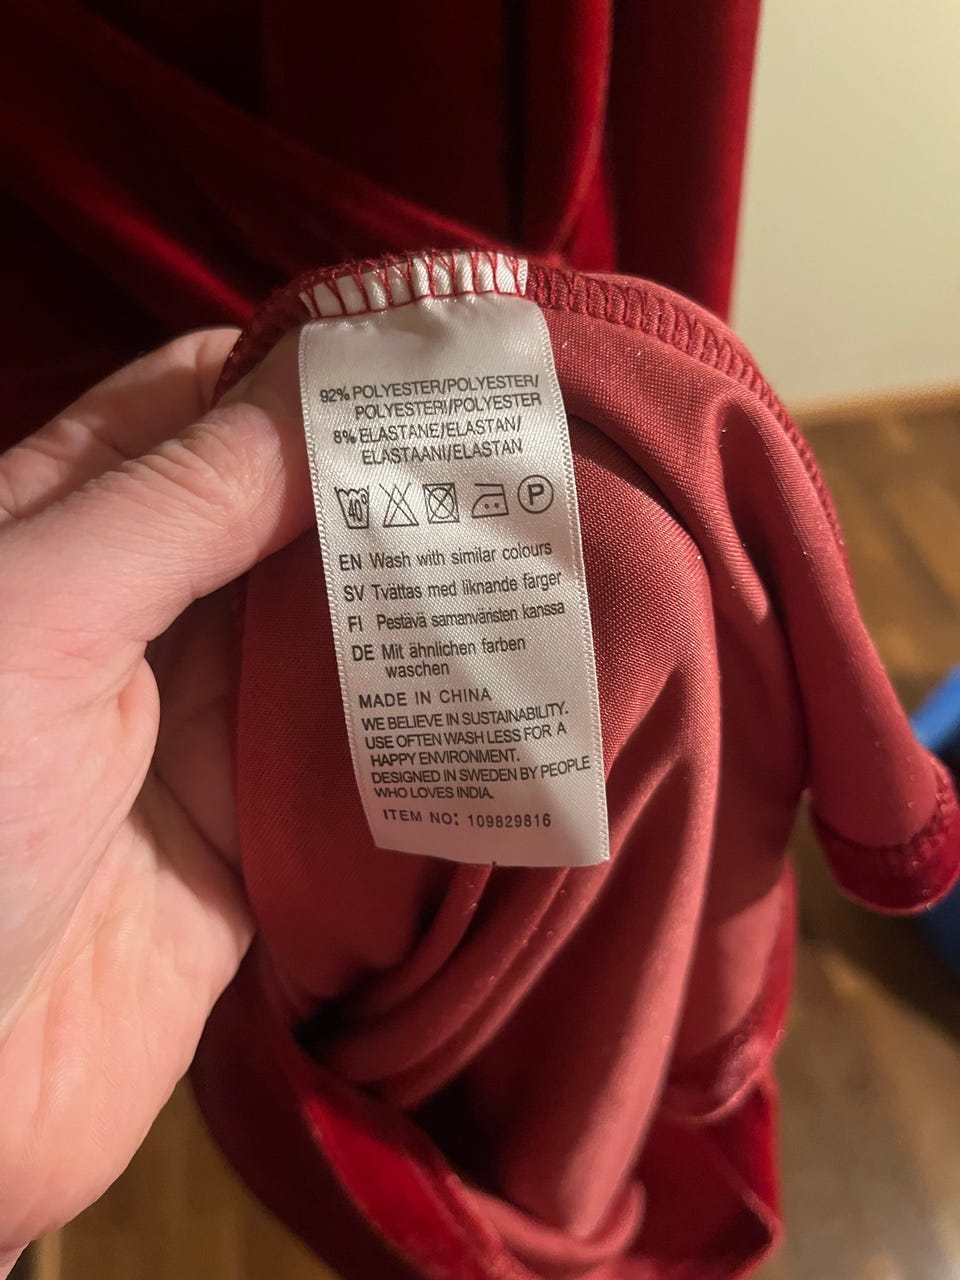 92% POLYESTER/POLYESTER/
POLYESTERI/POLYESTER
8% ELASTANE/ELASTAN/
ELASTAANI/ELASTAN
40 P
EN Wash with similar colours
SV Tvättas med liknande färger
FI Pestävä samanväristen kanssa
DE Mit ähnlichen farben
waschen
MADE IN CHINA
WE BELIEVE IN SUSTAINABILITY.
USE OFTEN WASH LESS FOR A
HAPPY ENVIRONMENT.
DESIGNED IN SWEDEN BY PEOPLE
WHO LOVES INDIA.
ITEM NO: 109829816